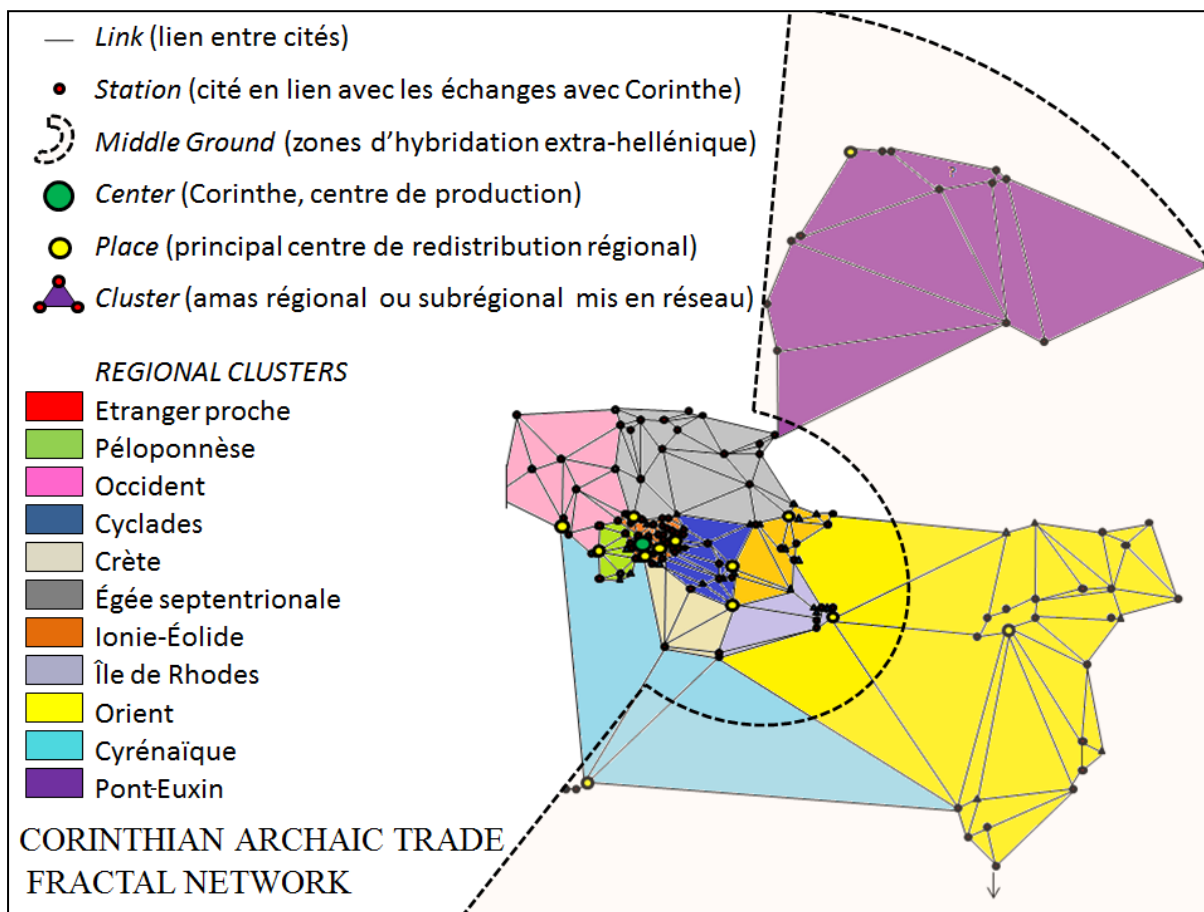 Link (lien entre cités)
Station (cité en lien avec les échanges avec Corinthe)
Middle Ground (zones d'hybridation extra-hellénique)
Center (Corinthe, centre de production)
Place (principal centre de redistribution régional)
Cluster (amas régional ou subrégional mis en réseau)
REGIONAL CLUSTERS
Etranger proche
Péloponnèse
Occident
Cyclades
Crète
Égée septentrionale
Ionie-Éolide
Île de Rhodes
Orient
Cyrénaïque
Pont-Euxin
CORINTHIAN ARCHAIC TRADE
FRACTAL NETWORK